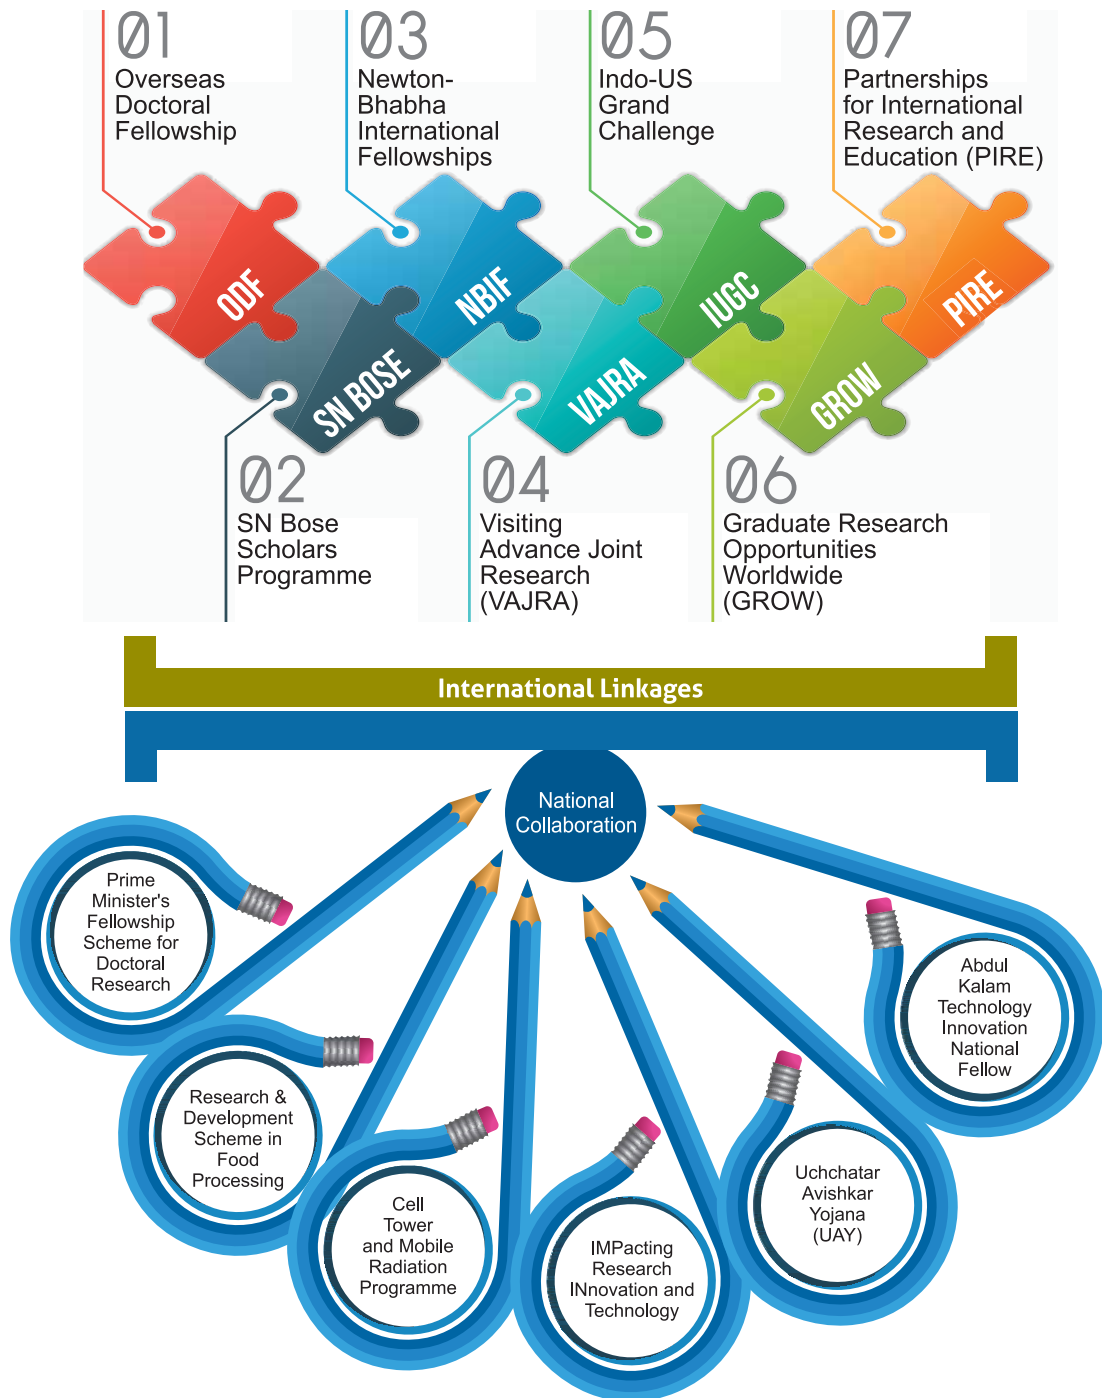 01
Overseas
Doctoral
Fellowship
03
Newton-
Bhabha
International
Fellowships
05
Indo-US
Grand
Challenge
07
Partnerships
for International
Research and
Education (PIRE)
ODF
SN BOSE
NBIF
VAJRA
IUGC
GROW
PIRE
02
SN Bose
Scholars
Programme
04
Visiting
Advance Joint
Research
(VAJRA)
06
Graduate Research
Opportunities
Worldwide
(GROW)
International Linkages
National
Collaboration
Prime
Minister's
Fellowship
Scheme for
Doctoral
Research
Research &
Development
Scheme in
Food
Processing
Cell
Tower
and Mobile
Radiation
Programme
IMPacting
Research
INnovation and
Technology
Uchchatar
Avishkar
Yojana
(UAY)
Abdul
Kalam
Technology
Innovation
National
Fellow